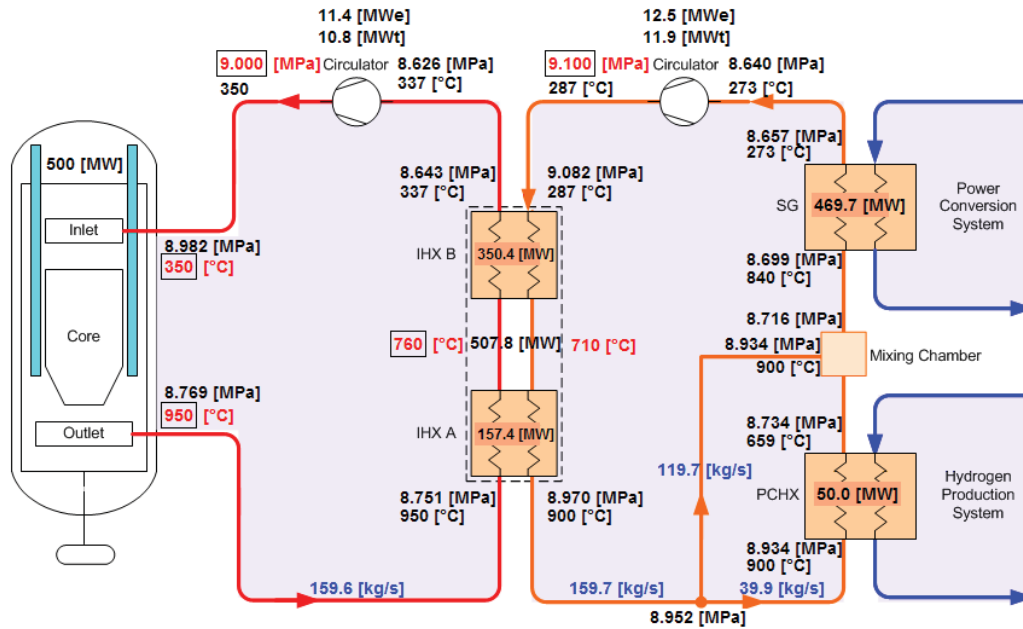 11.4 [MWe]
10.8 [MWt]
9.000 [MPa] Circulator 8.626 [MPa]
350
337 [°C]
12.5 [MWe]
11.9 [MWt]
9.100 [MPa] Circulator 8.640 [MPa]
287 [°C]
273 [°C]
500 [MW]
Inlet
8.982 [MPa]
350 [°C]
Core
8.769 [MPa]
950 [°C]
Outlet
8.643 [MPa]
337 [°C]
9.082 [MPa]
287 [°C]
IHX B
350.4 [MW]
760 [°C]
507.8 [MW]
710 [°C]
IHX A
157.4 [MW]
8.751 [MPa]
950 [°C]
8.970 [MPa]
900 [°C]
159.6 [kg/s]
159.7 [kg/s]
8.952 [MPa]
39.9 [kg/s]
119.7 [kg/s]
8.657 [MPa]
273 [°C]
SG
469.7 [MW]
Power
Conversion
System
8.699 [MPa]
840 [°C]
8.716 [MPa]
8.934 [MPa]
900 [°C]
Mixing Chamber
8.734 [MPa]
659 [°C]
PCHX
50.0 [MW]
Hydrogen
Production
System
8.934 [MPa]
900 [°C]